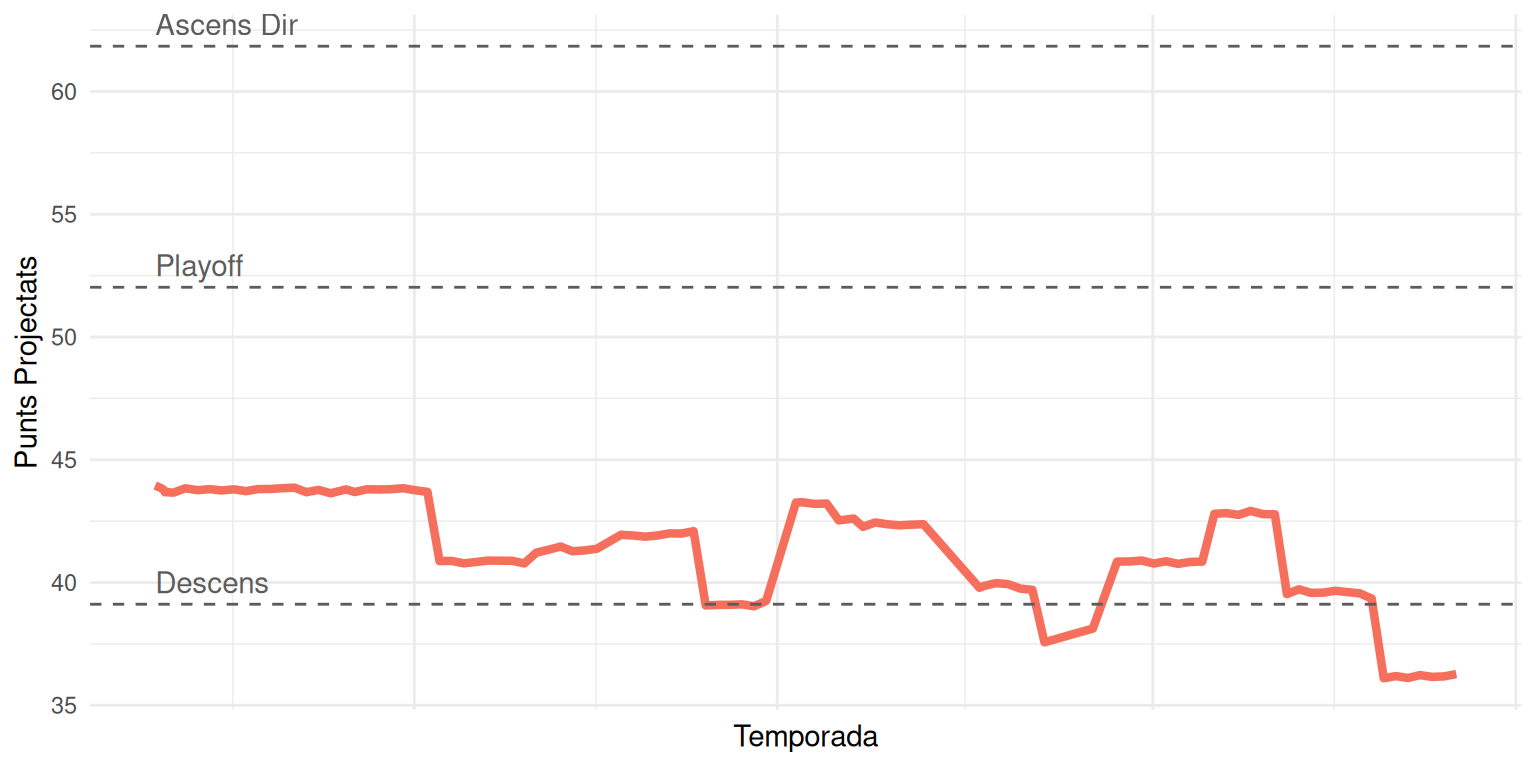 Ascens Dir
60
55
Playoff
50
45
40
Descens
35
Punts Projectats
Temporada